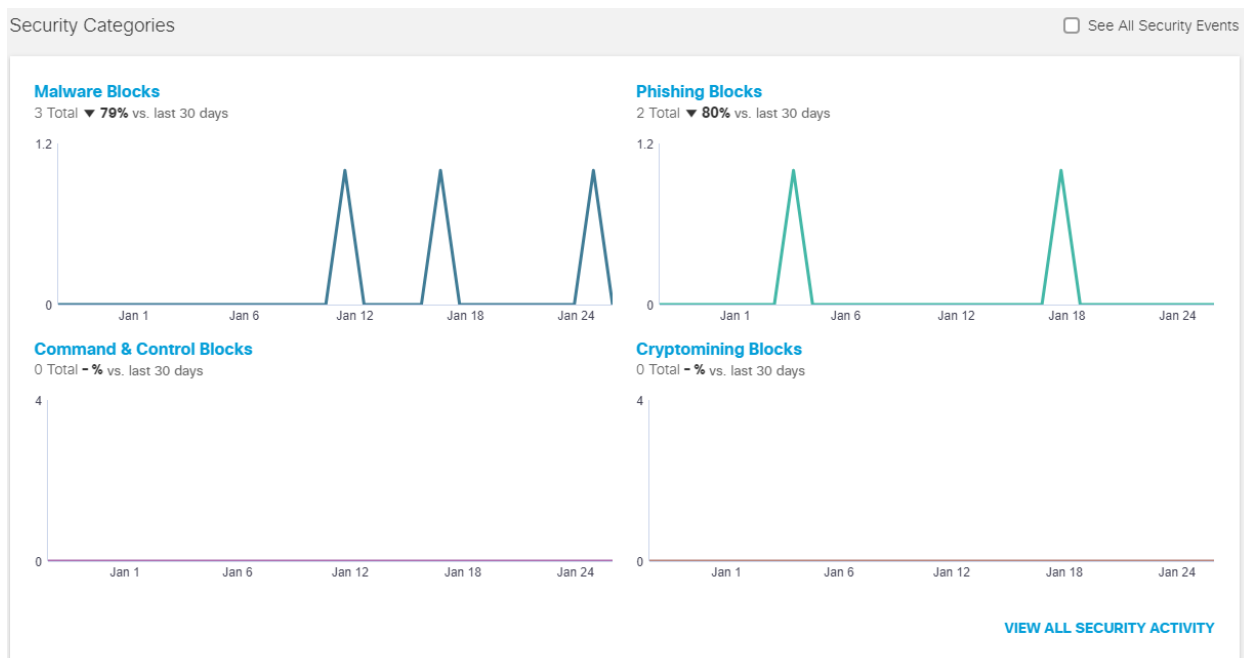 Security Categories
See All Security Events
Malware Blocks
3 Total ▼ 79% vs. last 30 days
1.2
0
Jan 1 Jan 6 Jan 12 Jan 18 Jan 24
Phishing Blocks
2 Total ▼ 80% vs. last 30 days
1.2
0
Jan 1 Jan 6 Jan 12 Jan 18 Jan 24
Command & Control Blocks
0 Total - % vs. last 30 days
4
0
Jan 1 Jan 6 Jan 12 Jan 18 Jan 24
Cryptomining Blocks
0 Total - % vs. last 30 days
4
0
Jan 1 Jan 6 Jan 12 Jan 18 Jan 24
VIEW ALL SECURITY ACTIVITY